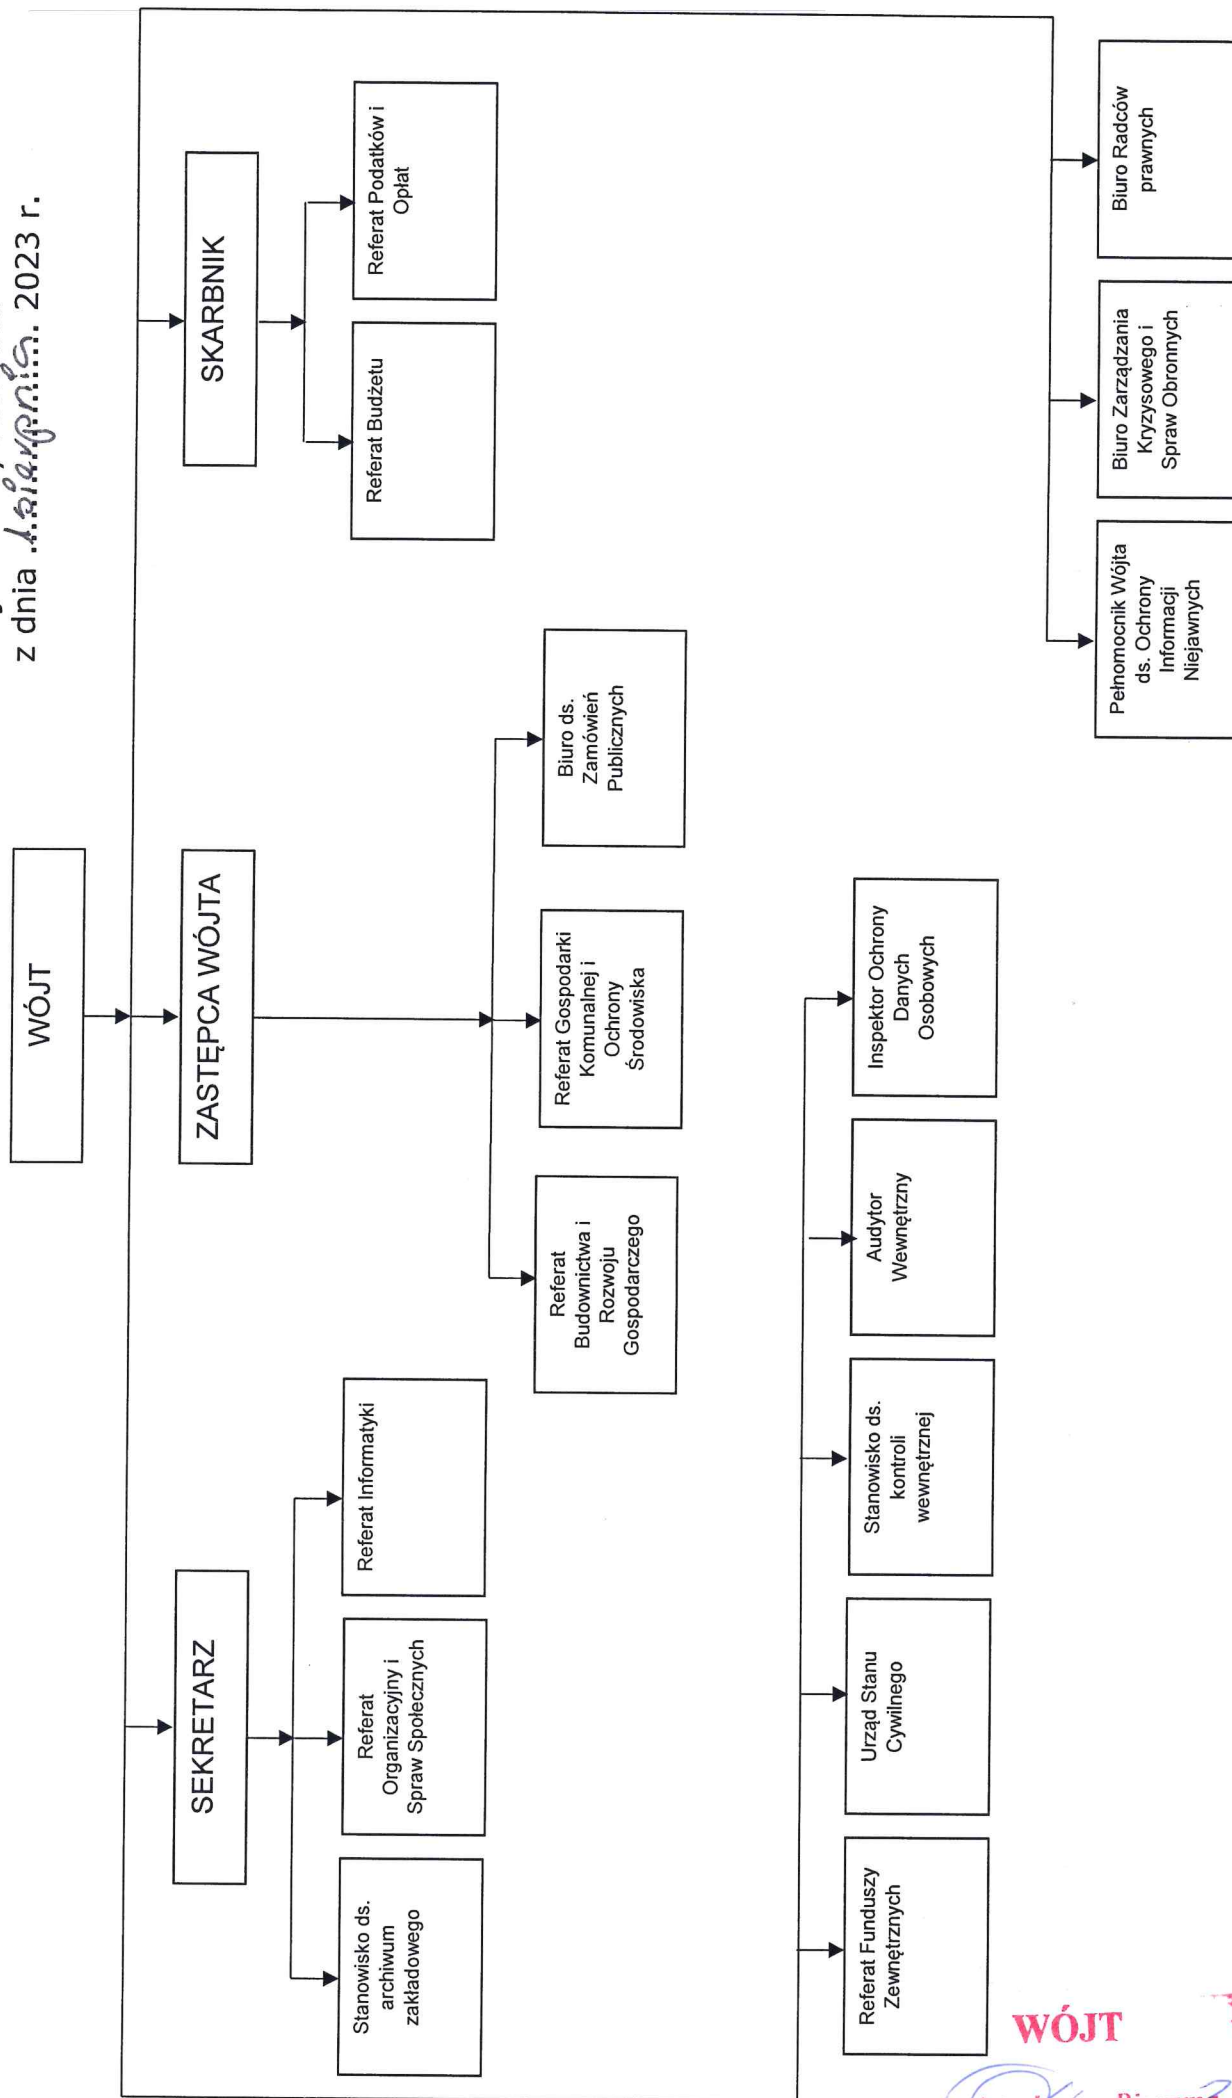 z dnia 1 sierpnia 2023 r.
WÓJT
SEKRETARZ
ZASTĘPCA WÓJTA
SKARBNIK
Stanowisko ds.
archiwum
zakładowego
Referat
Organizacyjny i
Spraw Społecznych
Referat Informatyki
Referat Budżetu
Referat Podatków i
Opłat
Referat
Budownictwa i
Rozwoju
Gospodarczego
Referat Gospodarki
Komunalnej i
Ochrony
Środowiska
Biuro ds.
Zamówień
Publicznych
Referat Funduszy
Zewnętrznych
Urząd Stanu
Cywilnego
Stanowisko ds.
kontroli
wewnętrznej
Audytor
Wewnętrzny
Inspektor Ochrony
Danych
Osobowych
Pełnomocnik Wójta
ds. Ochrony
Informacji
Niejawnych
Biuro Zarządzania
Kryzysowego i
Spraw Obronnych
Biuro Radców
prawnych
WÓJT